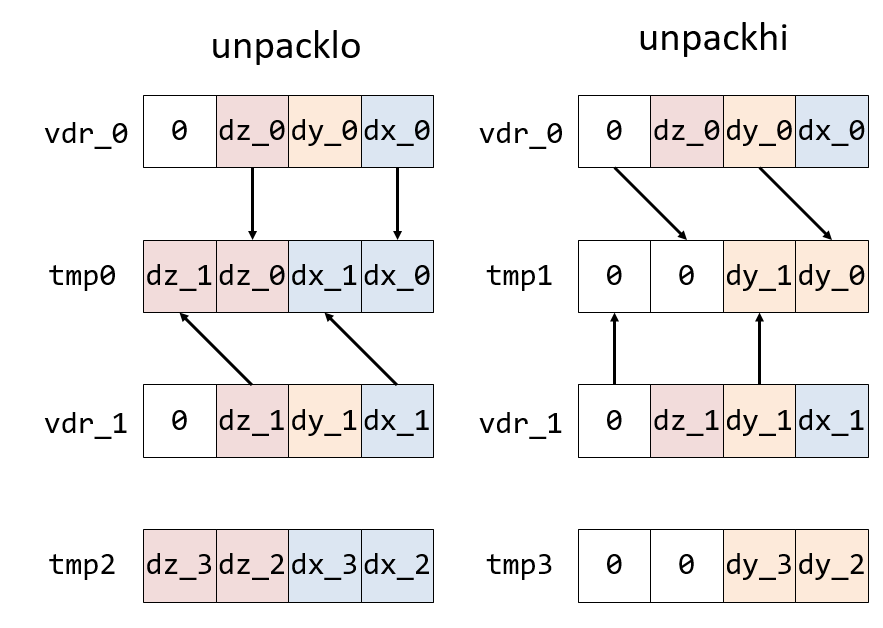 unpacklo
vdr_0 0 dz_0 dy_0 dx_0
tmp0 dz_1 dz_0 dx_1 dx_0
vdr_1 0 dz_1 dy_1 dx_1
tmp2 dz_3 dz_2 dx_3 dx_2
unpackhi
vdr_0 0 dz_0 dy_0 dx_0
tmp1 0 0 dy_1 dy_0
vdr_1 0 dz_1 dy_1 dx_1
tmp3 0 0 dy_3 dy_2